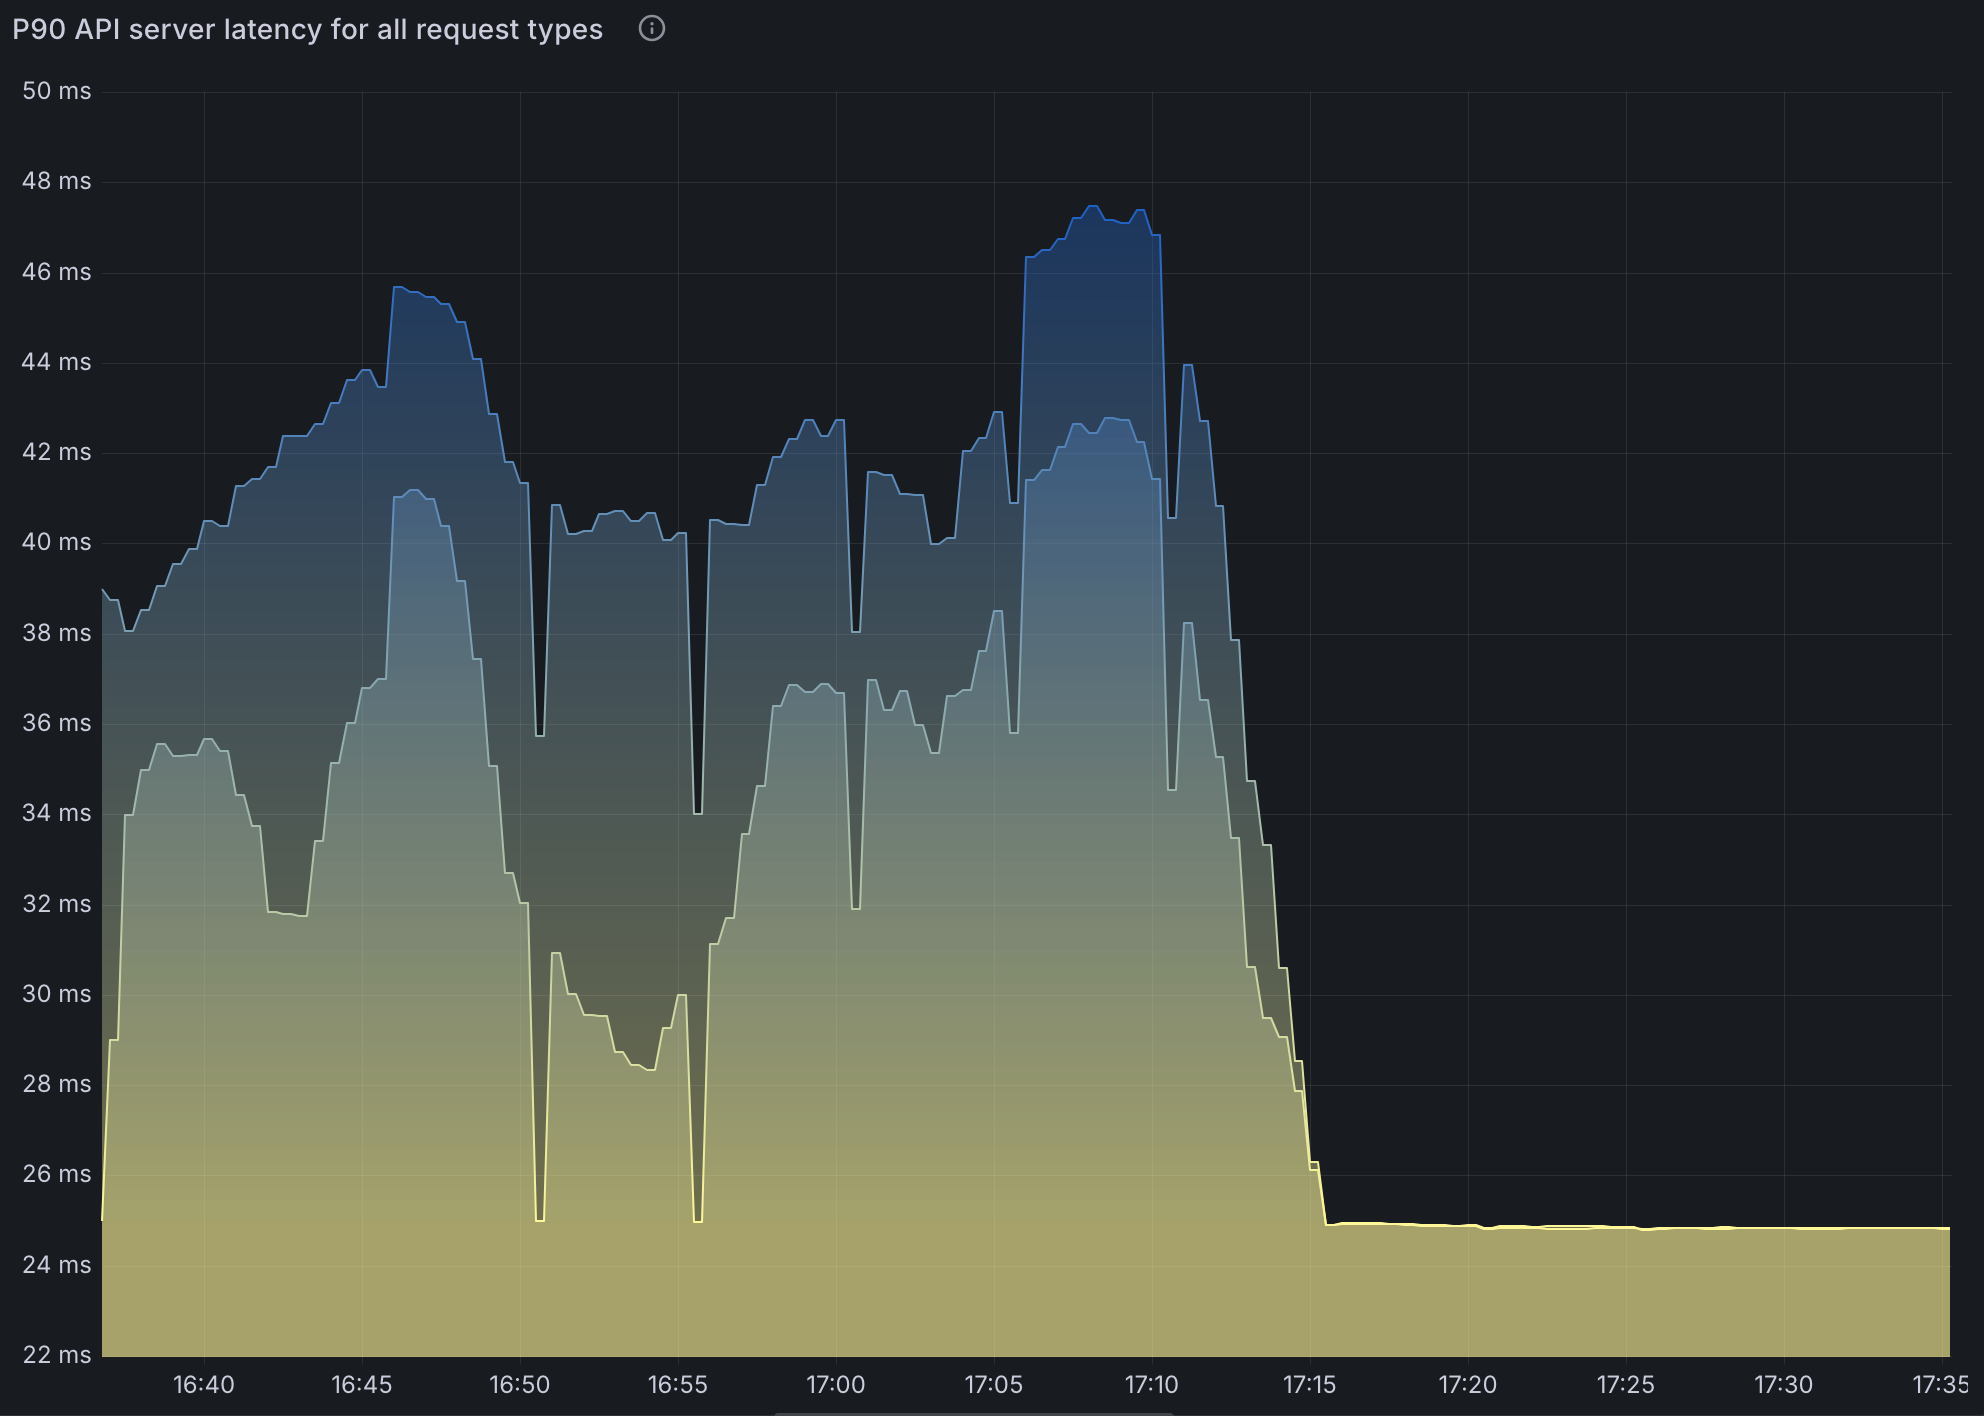 P90 API server latency for all request types
50 ms
48 ms
46 ms
44 ms
42 ms
40 ms
38 ms
36 ms
34 ms
32 ms
30 ms
28 ms
26 ms
24 ms
22 ms
16:40 16:45 16:50 16:55 17:00 17:05 17:10 17:15 17:20 17:25 17:30 17:35